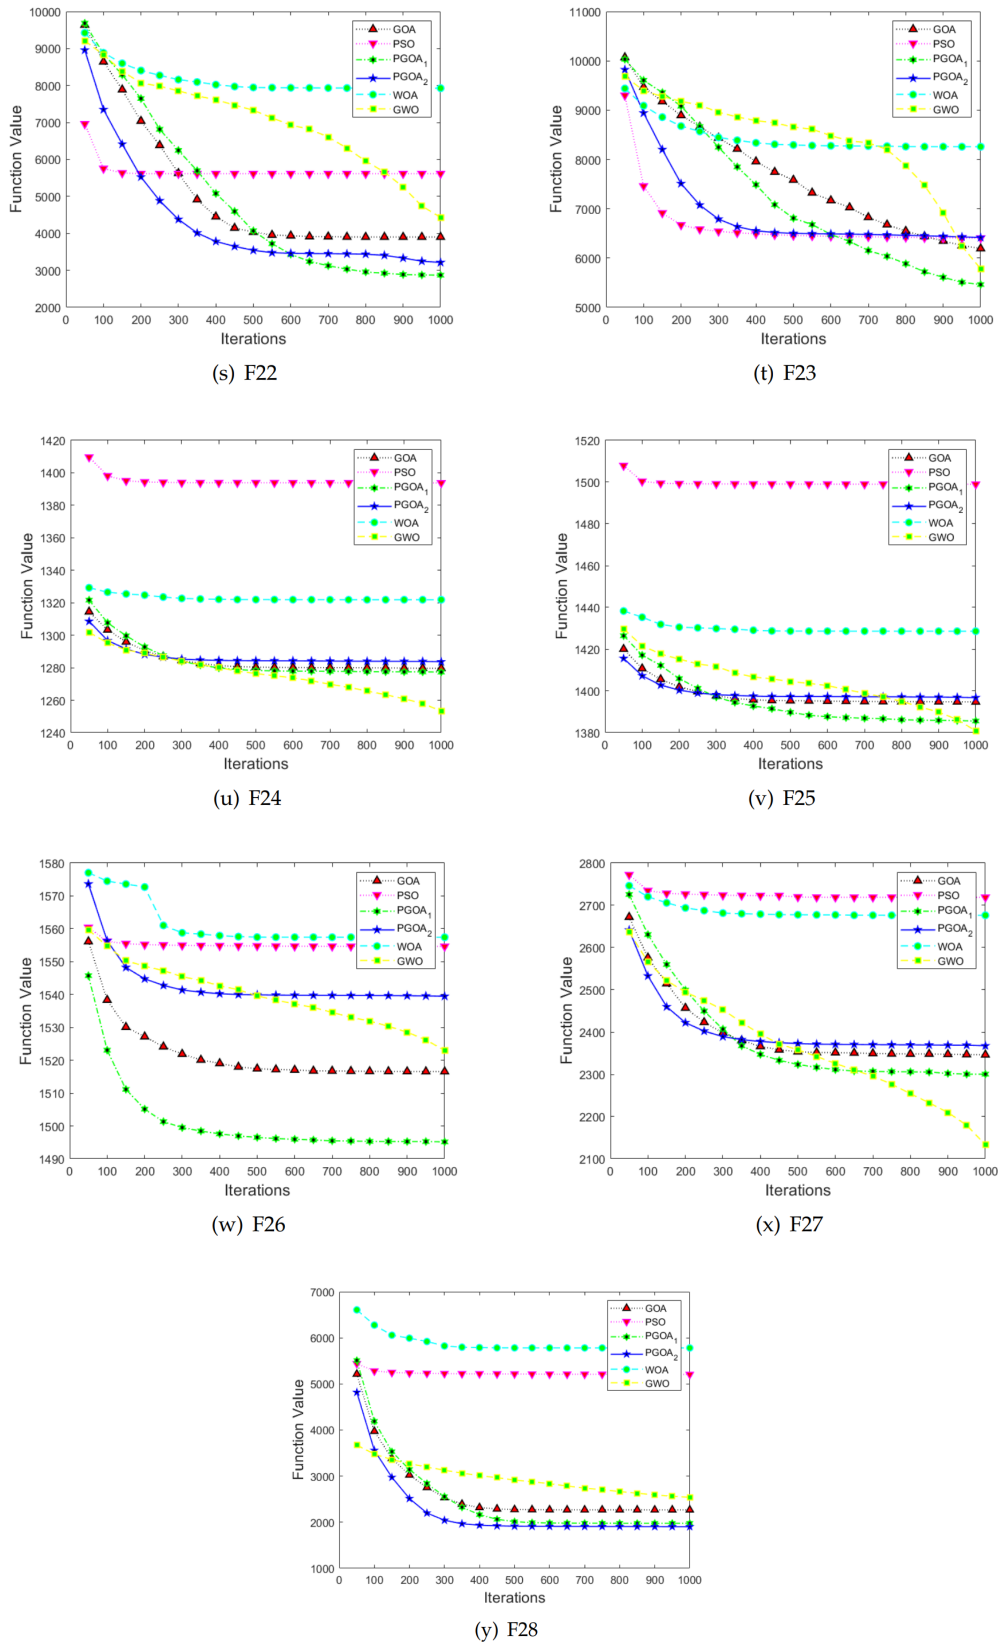 10000
9000
8000
7000
6000
5000
4000
3000
2000
Function Value
0 100 200 300 400 500 600 700 800 900 1000
Iterations
GOA
PSO
PGOA1
PGOA2
WOA
GWO
(s) F22
11000
10000
9000
8000
7000
6000
5000
Function Value
0 100 200 300 400 500 600 700 800 900 1000
Iterations
GOA
PSO
PGOA1
PGOA2
WOA
GWO
(t) F23
1420
1400
1380
1360
1340
1320
1300
1280
1260
1240
Function Value
0 100 200 300 400 500 600 700 800 900 1000
Iterations
GOA
PSO
PGOA1
PGOA2
WOA
GWO
(u) F24
1520
1500
1480
1460
1440
1420
1400
1380
Function Value
0 100 200 300 400 500 600 700 800 900 1000
Iterations
GOA
PSO
PGOA1
PGOA2
WOA
GWO
(v) F25
1580
1570
1560
1550
1540
1530
1520
1510
1500
1490
Function Value
0 100 200 300 400 500 600 700 800 900 1000
Iterations
GOA
PSO
PGOA1
PGOA2
WOA
GWO
(w) F26
2800
2700
2600
2500
2400
2300
2200
2100
Function Value
0 100 200 300 400 500 600 700 800 900 1000
Iterations
GOA
PSO
PGOA1
PGOA2
WOA
GWO
(x) F27
7000
6000
5000
4000
3000
2000
1000
Function Value
0 100 200 300 400 500 600 700 800 900 1000
Iterations
GOA
PSO
PGOA1
PGOA2
WOA
GWO
(y) F28